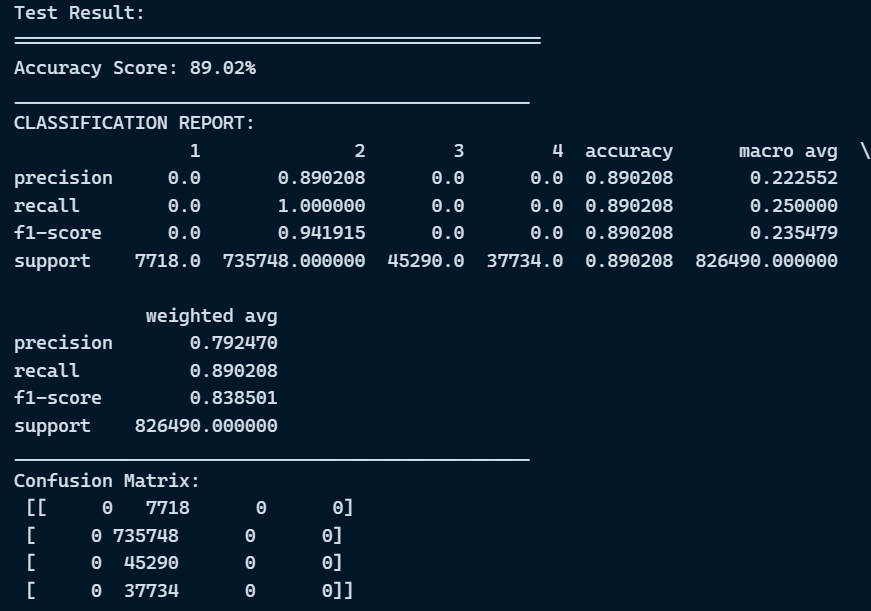 Test Result:
================================================
Accuracy Score: 89.02%
_______________________________________________
CLASSIFICATION REPORT:
                1              2        3        4  accuracy      macro avg  \
precision     0.0       0.890208      0.0      0.0  0.890208       0.222552
recall        0.0       1.000000      0.0      0.0  0.890208       0.250000
f1-score      0.0       0.941915      0.0      0.0  0.890208       0.235479
support    7718.0  735748.000000  45290.0  37734.0  0.890208  826490.000000
            weighted avg
precision       0.792470
recall          0.890208
f1-score        0.838501
support    826490.000000
_______________________________________________
Confusion Matrix:
 [[     0   7718      0      0]
 [     0 735748      0      0]
 [     0  45290      0      0]
 [     0  37734      0      0]]